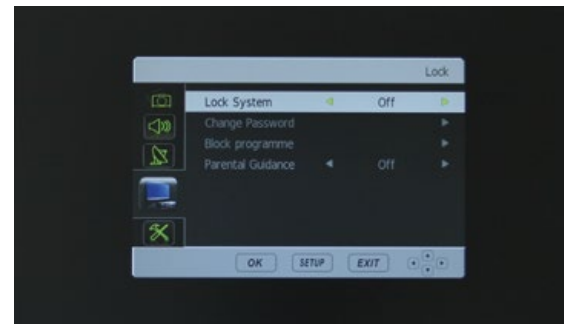 Lock
Lock System Off
Change Password
Block programme
Parental Guidance Off
OK SETUP EXIT